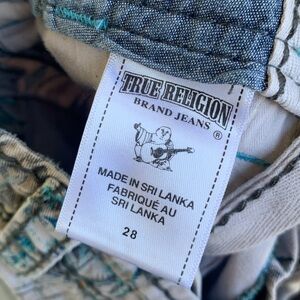 TRUE RELIGION
BRAND JEANS ®
MADE IN SRI LANKA
FABRIQUÉ AU
SRI LANKA
28